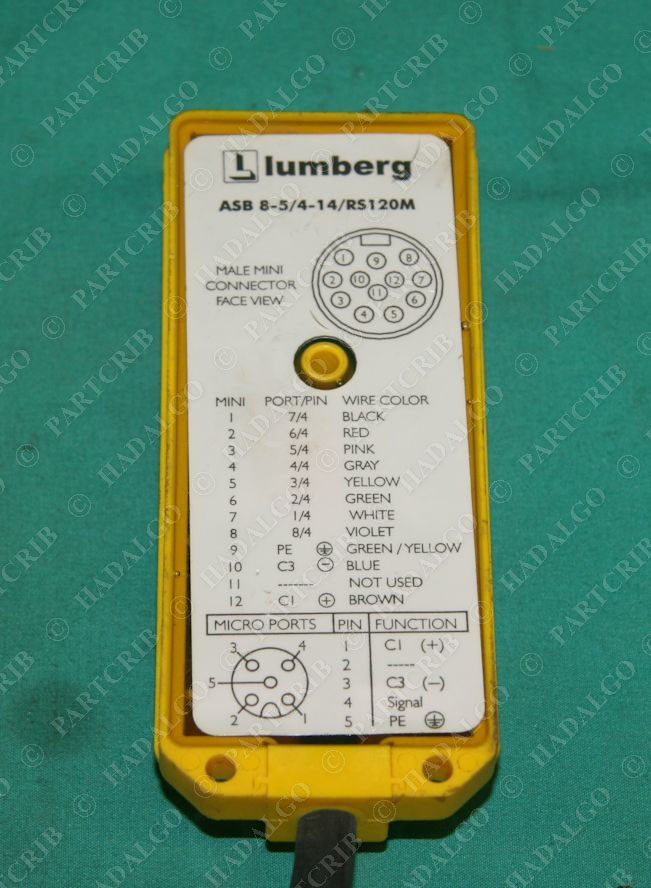 lumberg
ASB 8-5/4-14/RS120M
MALE MINI
CONNECTOR
FACE VIEW
1 9 8
2 10 12 7
3 11 6
4 5
MINI PORT/PIN WIRE COLOR
1 7/4 BLACK
2 6/4 RED
3 5/4 PINK
4 4/4 GRAY
5 3/4 YELLOW
6 2/4 GREEN
7 1/4 WHITE
8 8/4 VIOLET
9 PE ⏚ GREEN/YELLOW
10 C3 ⊖ BLUE
11 ------- NOT USED
12 C1 ⊕ BROWN
MICRO PORTS PIN FUNCTION
3 4 1 C1 (+)
2 -----
5 3 C3 (–)
4 Signal
2 1 5 PE ⏚
© PARTCRIB
© HADALGO